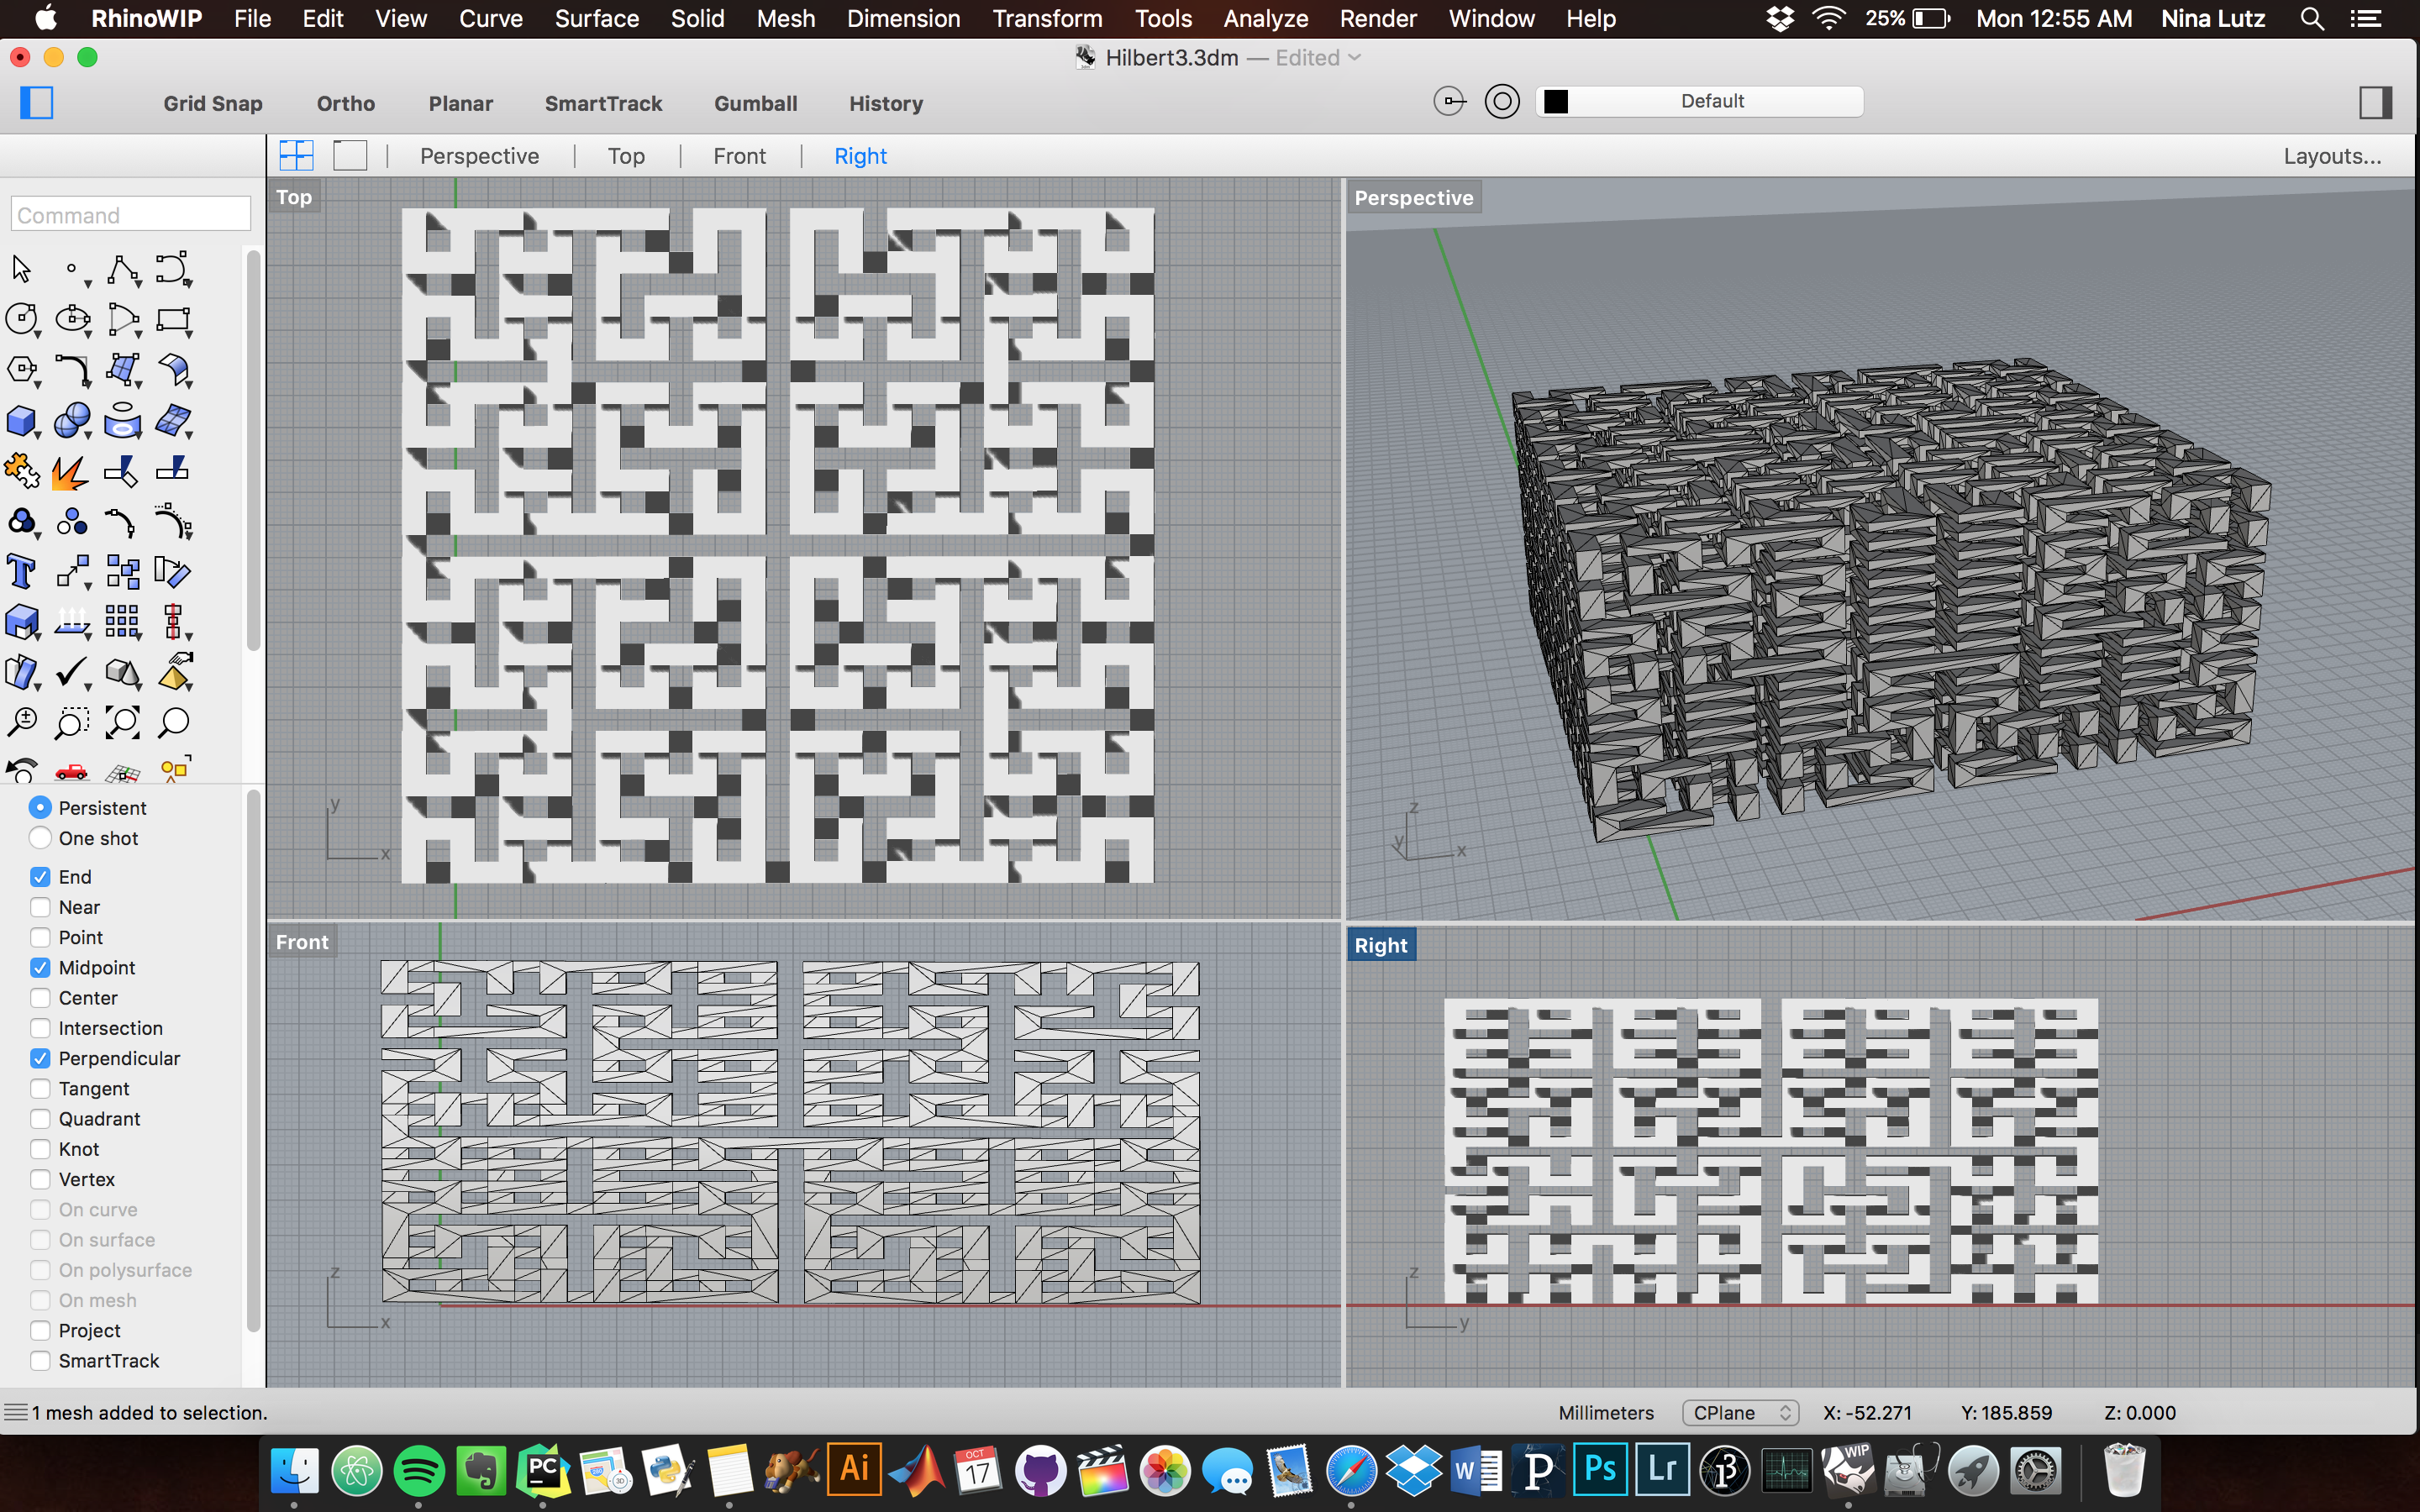 RhinoWIP File Edit View Curve Surface Solid Mesh Dimension Transform Tools Analyze Render Window Help 25% Mon 12:55 AM Nina Lutz
Hilbert3.3dm — Edited
Grid Snap Ortho Planar SmartTrack Gumball History Default
Perspective Top Front Right Layouts...
Command
Top
Perspective
y
x
z
y
x
Front
Right
z
x
z
y
Persistent
One shot
End
Near
Point
Midpoint
Center
Intersection
Perpendicular
Tangent
Quadrant
Knot
Vertex
On curve
On surface
On polysurface
On mesh
Project
SmartTrack
1 mesh added to selection. Millimeters CPlane X: -52.271 Y: 185.859 Z: 0.000
PC Ai OCT 17 W P Ps Lr WIP